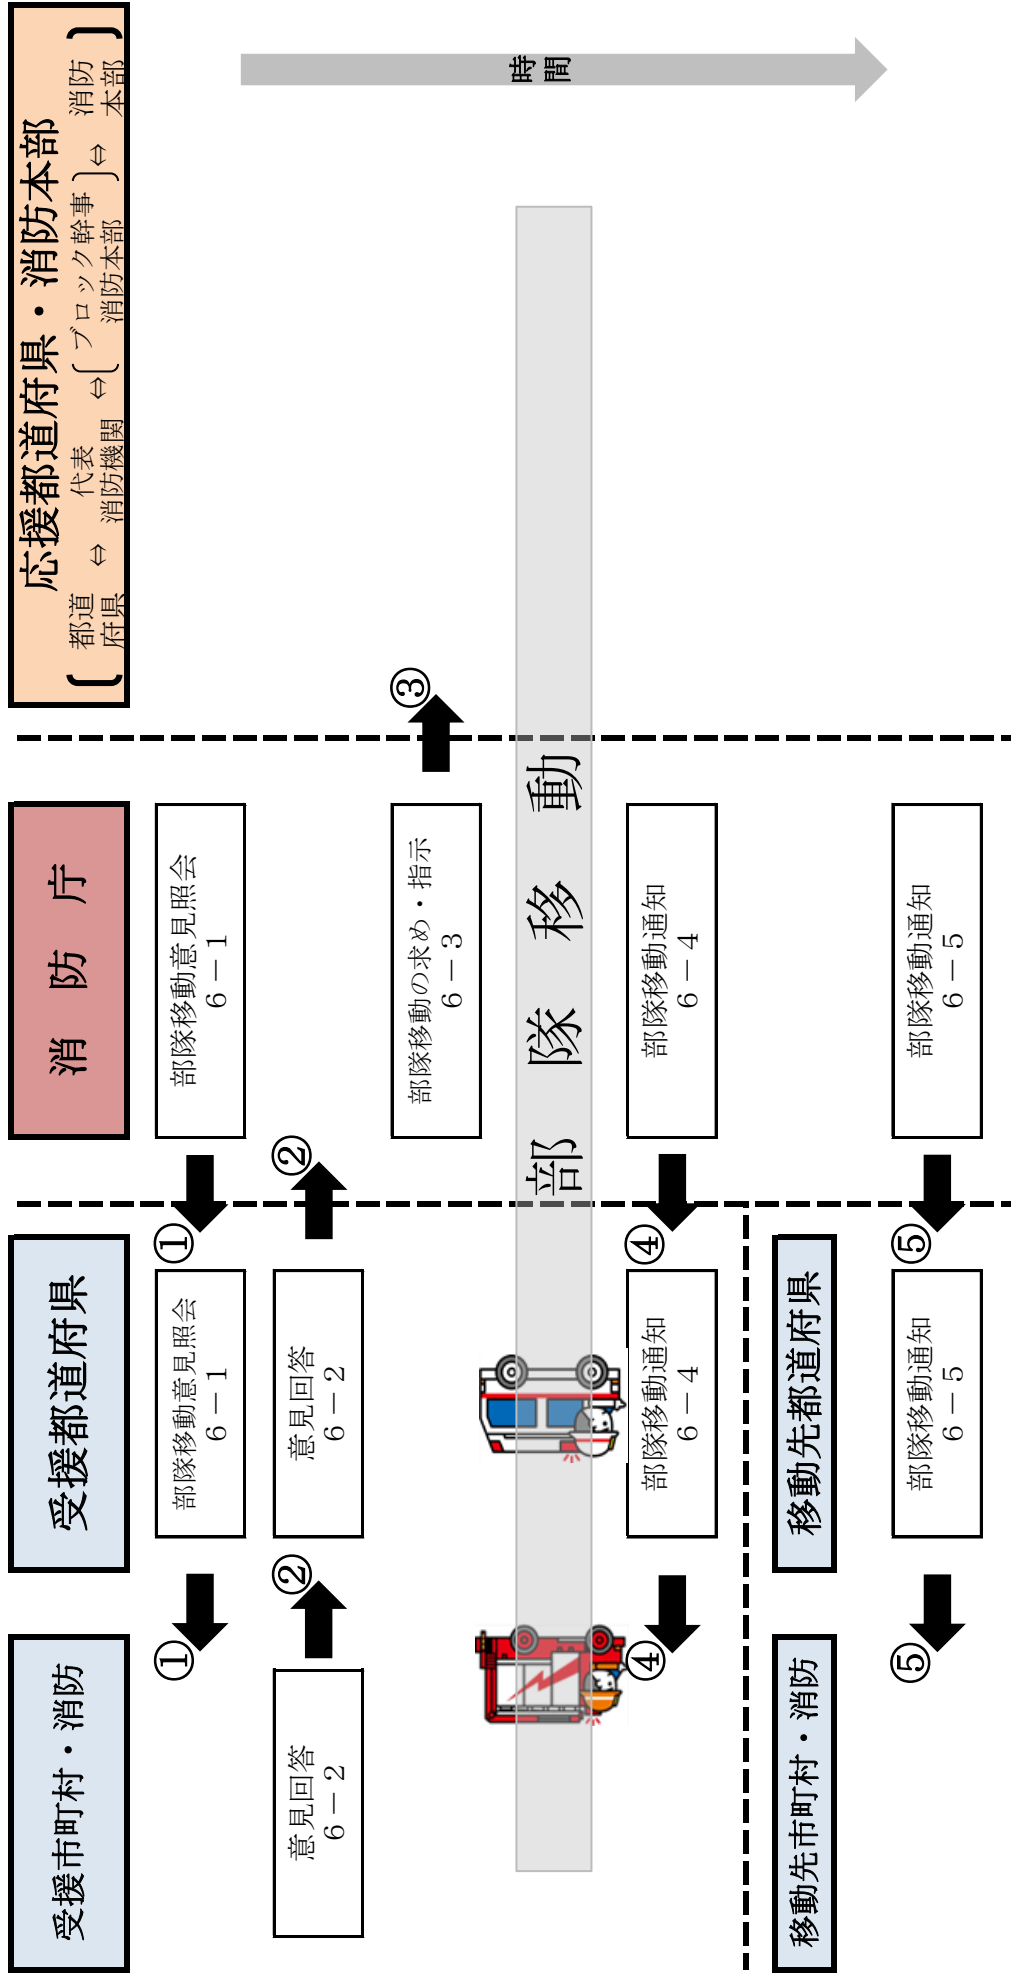 受援市町村・消防
受援都道府県
消防庁
応援都道府県・消防本部
都道
府県
⇔
代表
消防機関
⇔
ブロック幹事
消防本部
⇔
消防
本部
部隊移動意見照会
6－1
①
部隊移動意見照会
6－1
①
意見回答
6－2
②
意見回答
6－2
②
部隊移動の求め・指示
6－3
③
部隊移動
部隊移動通知
6－4
④
部隊移動通知
6－4
④
移動先市町村・消防
移動先都道府県
部隊移動通知
6－5
⑤
部隊移動通知
6－5
⑤
時間